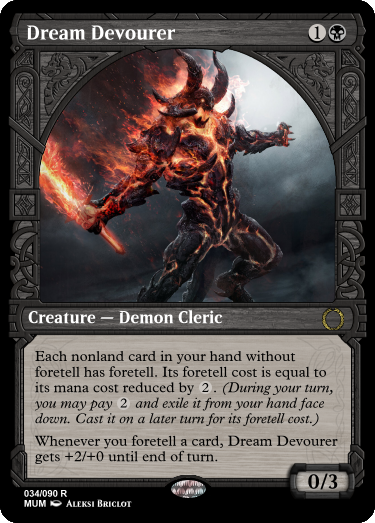 Dream Devourer 1
Creature — Demon Cleric
Each nonland card in your hand without
foretell has foretell. Its foretell cost is equal to
its mana cost reduced by 2. (During your turn,
you may pay 2 and exile it from your hand face
down. Cast it on a later turn for its foretell cost.)
Whenever you foretell a card, Dream Devourer
gets +2/+0 until end of turn.
0/3
034/090 R
MUM Aleksi Briclot